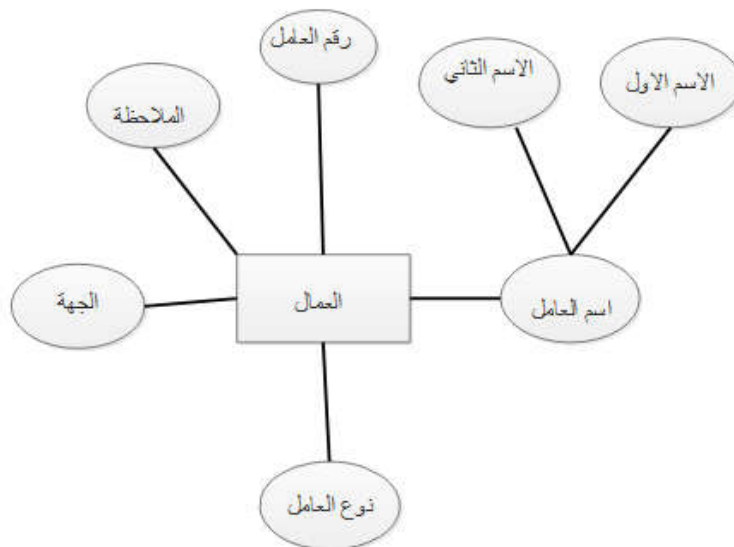 رقم العامل
الاسم الاول
الاسم الثاني
الملاحظة
اسم العامل
العمال
الجهة
نوع العامل